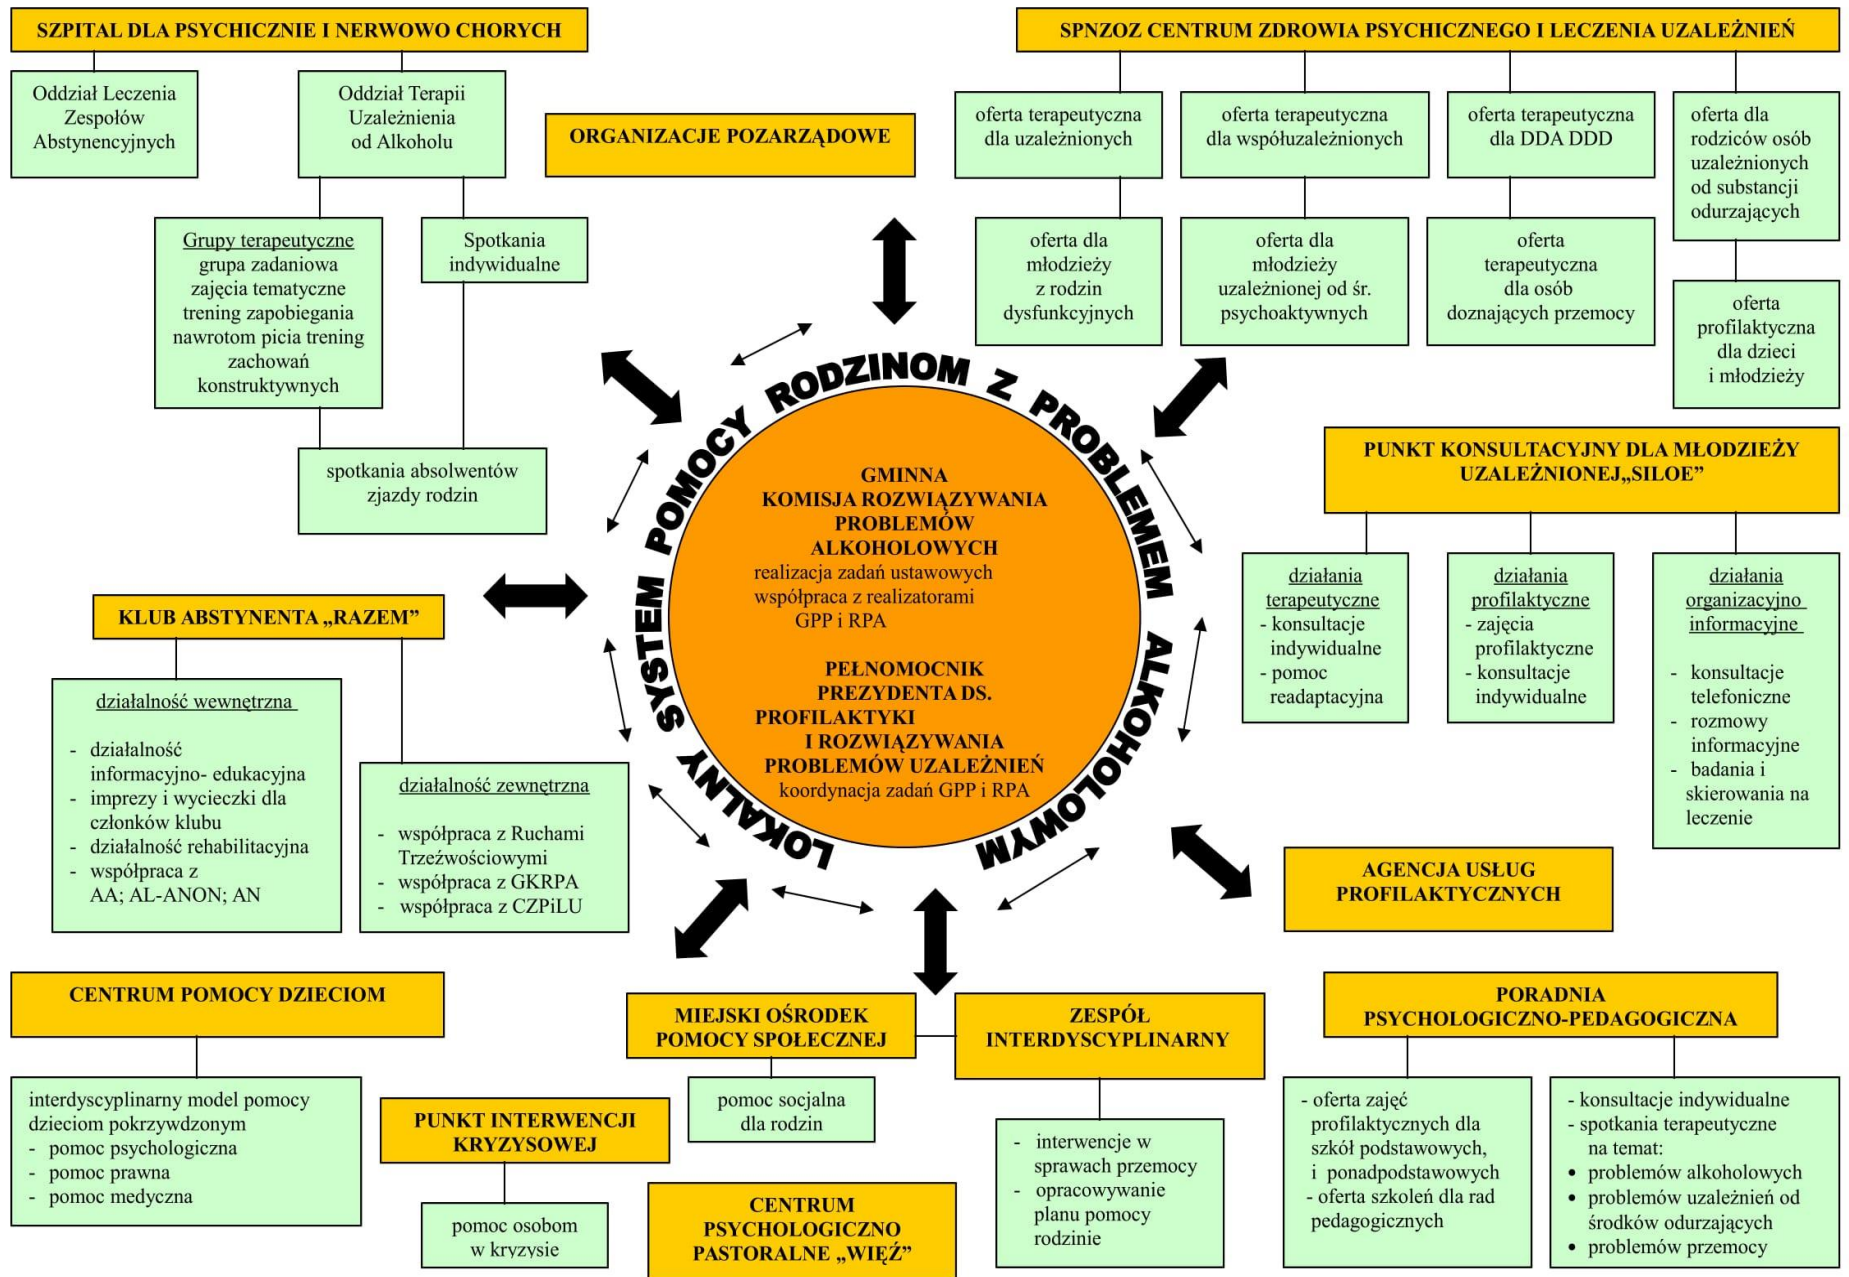 SZPITAL DLA PSYCHICZNIE I NERWOWO CHORYCH
Oddział Leczenia
Zespołów
Abstynencyjnych
Oddział Terapii
Uzależnienia
od Alkoholu
Grupy terapeutyczne
grupa zadaniowa
zajęcia tematyczne
trening zapobiegania
nawrotom picia trening
zachowań
konstruktywnych
Spotkania
indywidualne
spotkania absolwentów
zjazdy rodzin
ORGANIZACJE POZARZĄDOWE
SPNZOZ CENTRUM ZDROWIA PSYCHICZNEGO I LECZENIA UZALEŻNIEŃ
oferta terapeutyczna
dla uzależnionych
oferta terapeutyczna
dla współuzależnionych
oferta terapeutyczna
dla DDA DDD
oferta dla
rodziców osób
uzależnionych
od substancji
odurzających
oferta dla
młodzieży
z rodzin
dysfunkcyjnych
oferta dla
młodzieży
uzależnionej od śr.
psychoaktywnych
oferta
terapeutyczna
dla osób
doznających przemocy
oferta
profilaktyczna
dla dzieci
i młodzieży
LOKALNY SYSTEM POMOCY RODZINOM Z PROBLEMEM ALKOHOLOWYM
GMINNA
KOMISJA ROZWIĄZYWANIA
PROBLEMÓW
ALKOHOLOWYCH
realizacja zadań ustawowych
współpraca z realizatorami
GPP i RPA
PEŁNOMOCNIK
PREZYDENTA DS.
PROFILAKTYKI
I ROZWIĄZYWANIA
PROBLEMÓW UZALEŻNIEŃ
koordynacja zadań GPP i RPA
PUNKT KONSULTACYJNY DLA MŁODZIEŻY
UZALEŻNIONEJ„SILOE”
działania
terapeutyczne
- konsultacje
indywidualne
- pomoc
readaptacyjna
działania
profilaktyczne
- zajęcia
profilaktyczne
- konsultacje
indywidualne
działania
organizacyjno
informacyjne
- konsultacje
telefoniczne
- rozmowy
informacyjne
- badania i
skierowania na
leczenie
KLUB ABSTYNENTA „RAZEM”
działalność wewnętrzna
- działalność
informacyjno- edukacyjna
- imprezy i wycieczki dla
członków klubu
- działalność rehabilitacyjna
- współpraca z
AA; AL-ANON; AN
działalność zewnętrzna
- współpraca z Ruchami
Trzeźwościowymi
- współpraca z GKRPA
- współpraca z CZPiLU
AGENCJA USŁUG
PROFILAKTYCZNYCH
CENTRUM POMOCY DZIECIOM
interdyscyplinarny model pomocy
dzieciom pokrzywdzonym
- pomoc psychologiczna
- pomoc prawna
- pomoc medyczna
PUNKT INTERWENCJI
KRYZYSOWEJ
pomoc osobom
w kryzysie
MIEJSKI OŚRODEK
POMOCY SPOŁECZNEJ
pomoc socjalna
dla rodzin
CENTRUM
PSYCHOLOGICZNO
PASTORALNE „WIĘŹ”
ZESPÓŁ
INTERDYSCYPLINARNY
- interwencje w
sprawach przemocy
- opracowywanie
planu pomocy
rodzinie
PORADNIA
PSYCHOLOGICZNO-PEDAGOGICZNA
- oferta zajęć
profilaktycznych dla
szkół podstawowych,
i ponadpodstawowych
- oferta szkoleń dla rad
pedagogicznych
- konsultacje indywidualne
- spotkania terapeutyczne
na temat:
• problemów alkoholowych
• problemów uzależnień od
środków odurzających
• problemów przemocy